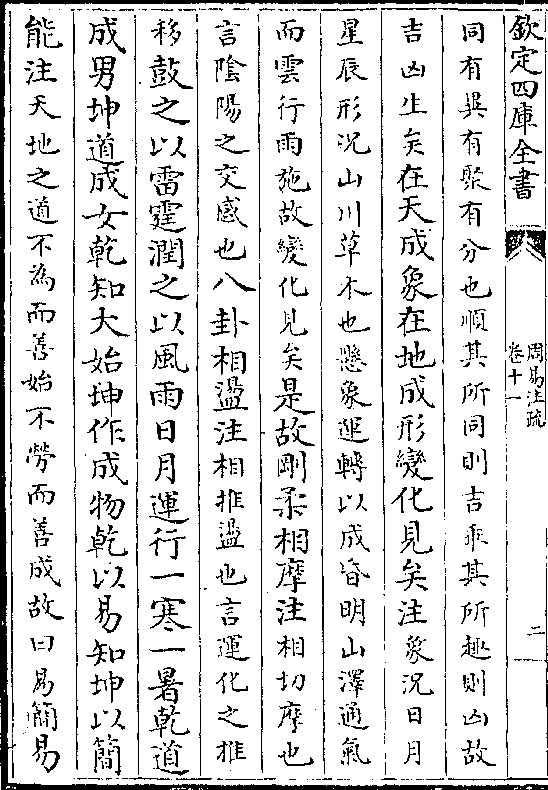 欽定四庫全書
周易注疏
卷十一
二
同有異有聚有分也順其所同則吉乖其所趣則凶故
吉凶生矣在天成象在地成形變化見矣注象況日月
星辰形況山川草木也懸象運轉以成昏明山澤通氣
而雲行雨施故變化見矣是故剛柔相摩注相切摩也
言陰陽之交感也八卦相盪注相推盪也言運化之推
移鼓之以雷霆潤之以風雨日月運行一寒一暑乾道
成男坤道成女乾知大始坤作成物乾以易知坤以簡
能注天地之道不為而善始不勞而善成故曰易簡易